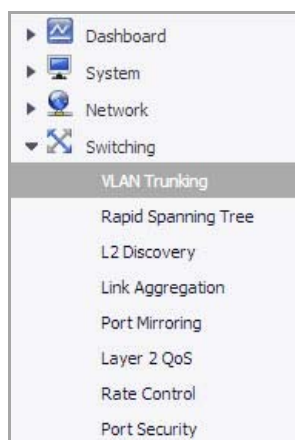 Dashboard
System
Network
Switching
VLAN Trunking
Rapid Spanning Tree
L2 Discovery
Link Aggregation
Port Mirroring
Layer 2 QoS
Rate Control
Port Security